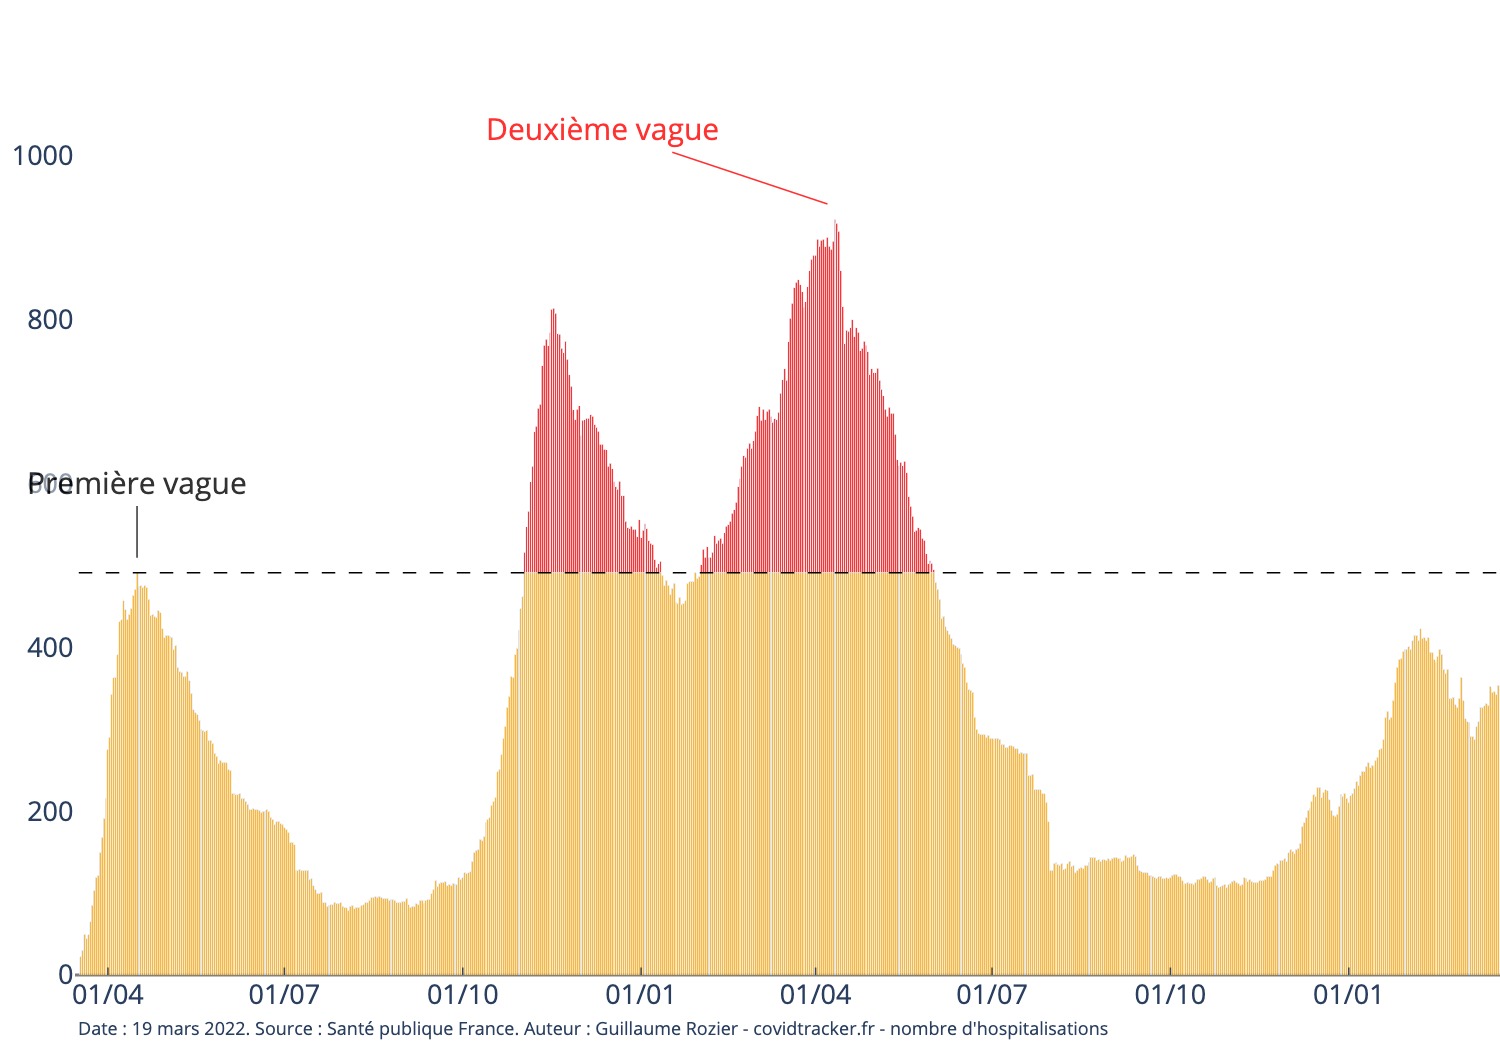 Deuxième vague
1000
800
600
Première vague
400
200
0
01/04 01/07 01/10 01/01 01/04 01/07 01/10 01/01
Date : 19 mars 2022. Source : Santé publique France. Auteur : Guillaume Rozier - covidtracker.fr - nombre d'hospitalisations